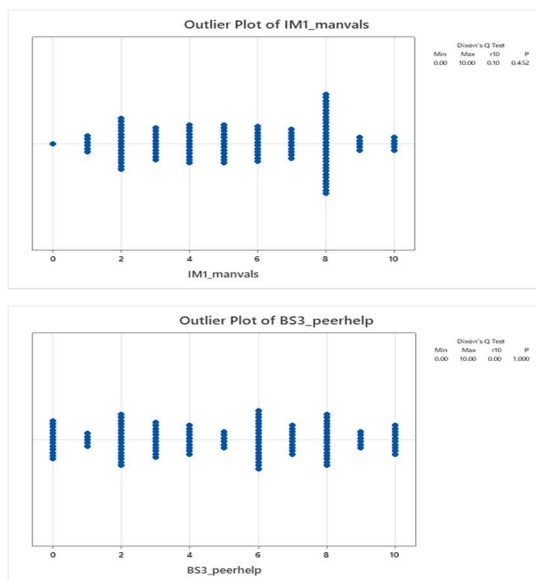 Outlier Plot of IM1_manvals
Dixon's Q Test
Min Max r10 P
0.00 10.00 0.10 0.452
0 2 4 6 8 10
IM1_manvals
Outlier Plot of BS3_peerhelp
Dixon's Q Test
Min Max r10 P
0.00 10.00 0.00 1.000
0 2 4 6 8 10
BS3_peerhelp